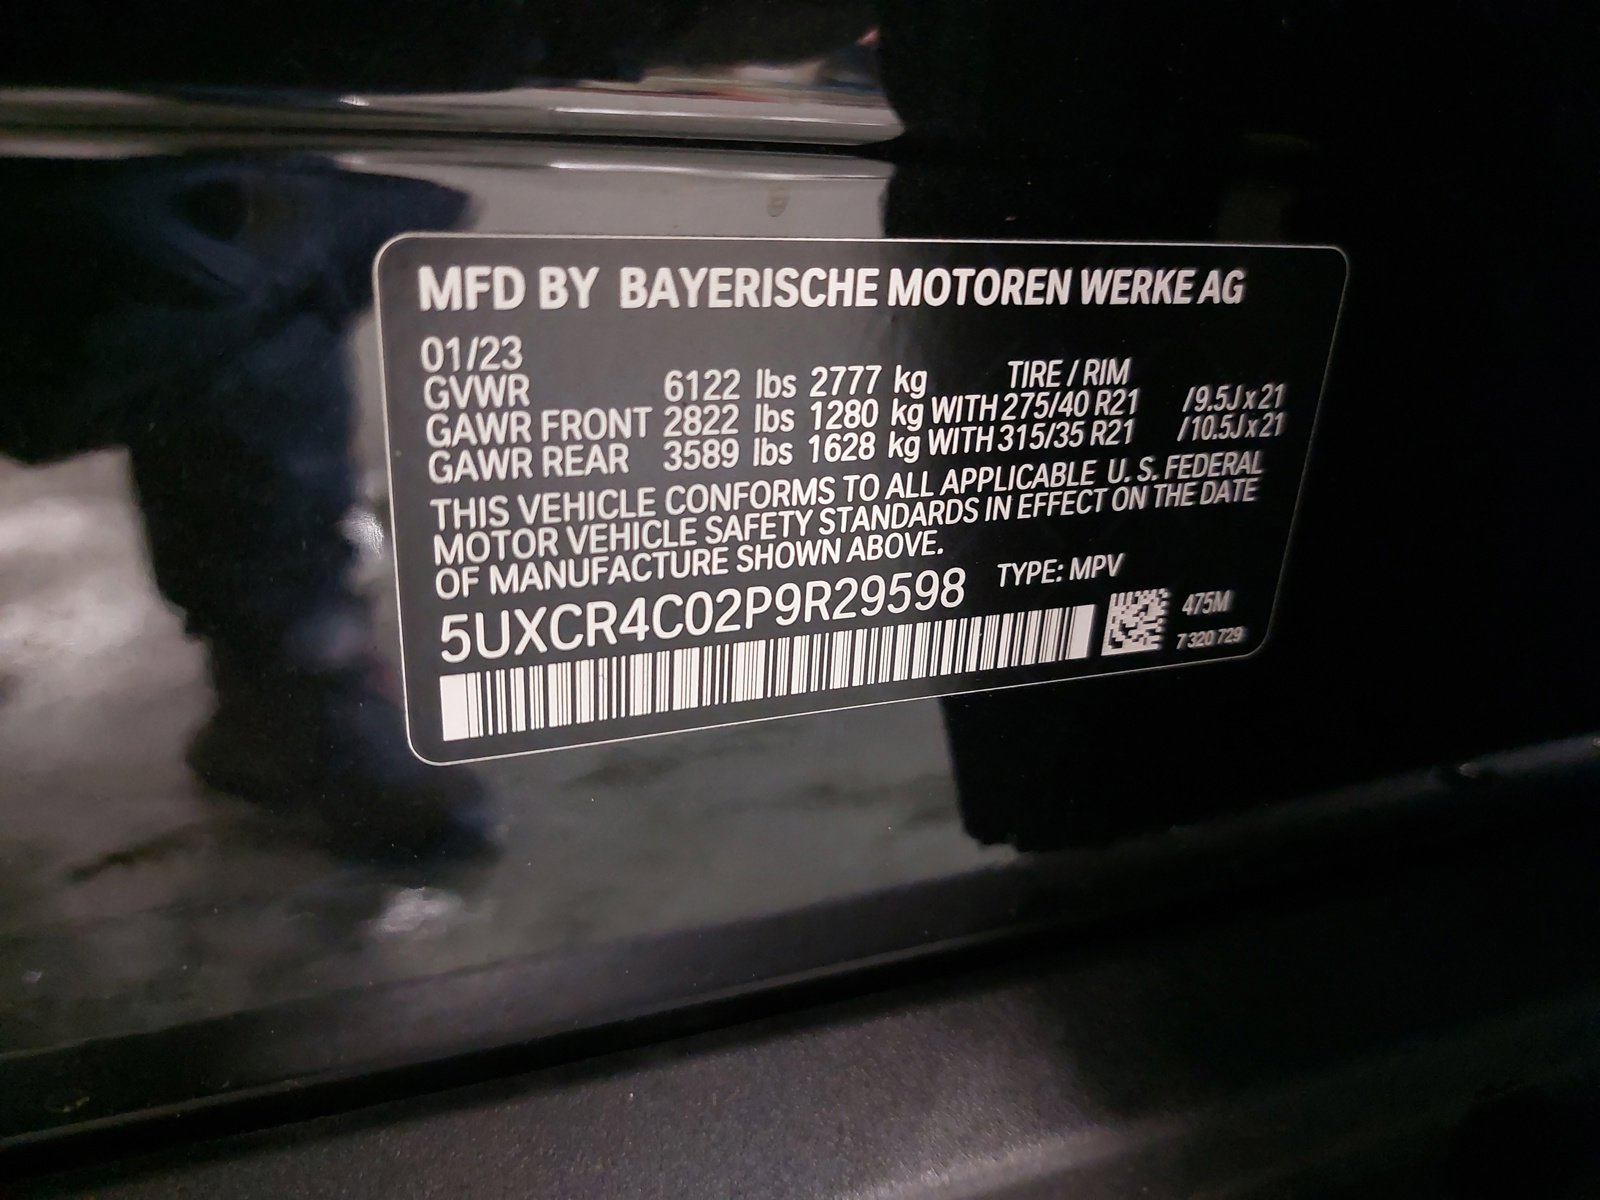 MFD BY BAYERISCHE MOTOREN WERKE AG
01/23
TIRE / RIM
GVWR 6122 lbs 2777 kg
GAWR FRONT 2822 lbs 1280 kg WITH 275/40 R21 /9.5J x 21
GAWR REAR 3589 lbs 1628 kg WITH 315/35 R21 /10.5J x 21
THIS VEHICLE CONFORMS TO ALL APPLICABLE U. S. FEDERAL
MOTOR VEHICLE SAFETY STANDARDS IN EFFECT ON THE DATE
OF MANUFACTURE SHOWN ABOVE.
5UXCR4C02P9R29598 TYPE: MPV
475M
7 320 729